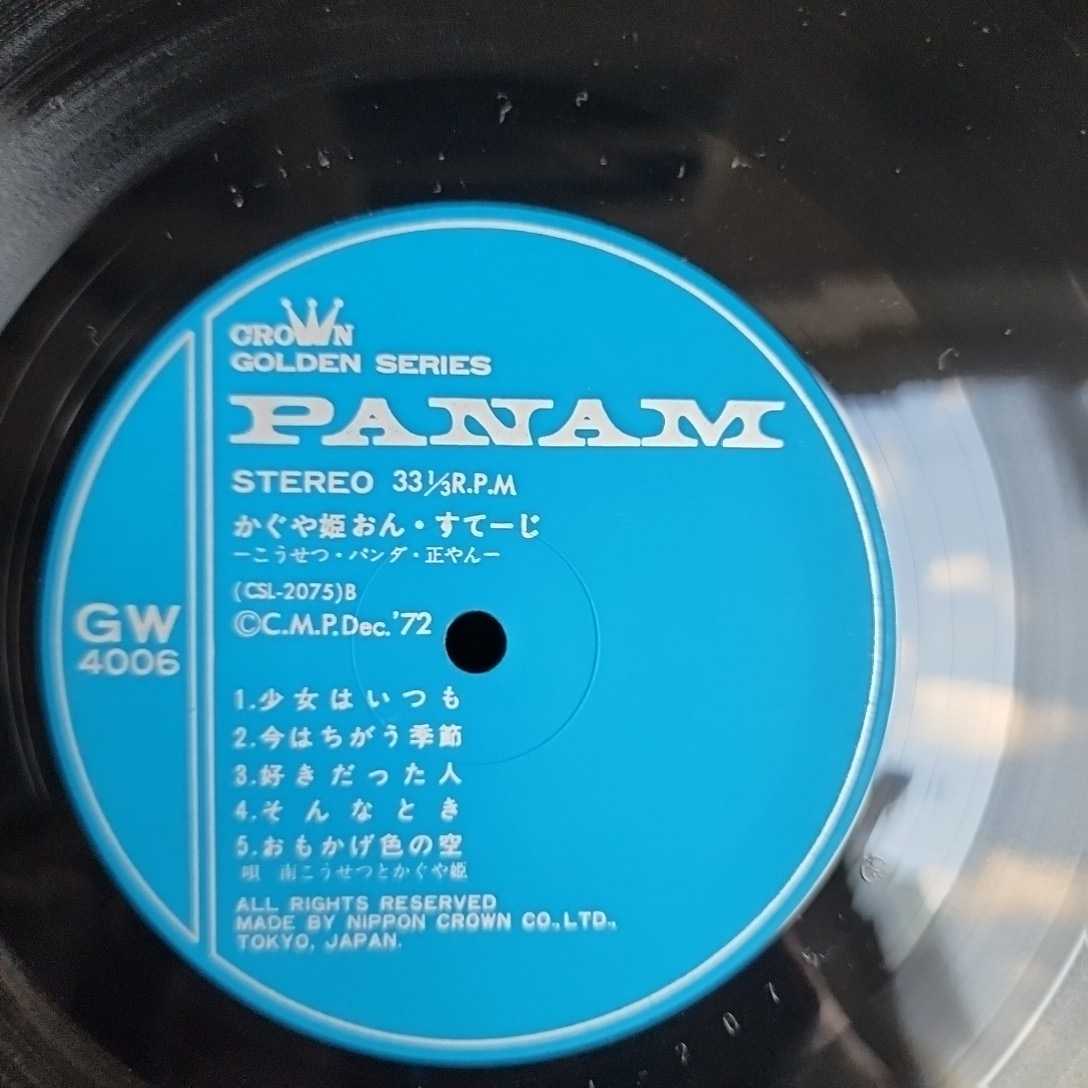 CROWN
GOLDEN SERIES
PANAM
STEREO 33 1/3 R.P.M
かぐや姫おん・すてーじ
ーこうせつ・パンダ・正やんー
(CSL-2075)B
©C.M.P.Dec.'72
GW
4006
1.少女はいつも
2.今はちがう季節
3.好きだった人
4.そんなとき
5.おもかげ色の空
唄 南こうせつとかぐや姫
ALL RIGHTS RESERVED
MADE BY NIPPON CROWN CO.,LTD.,
TOKYO, JAPAN.